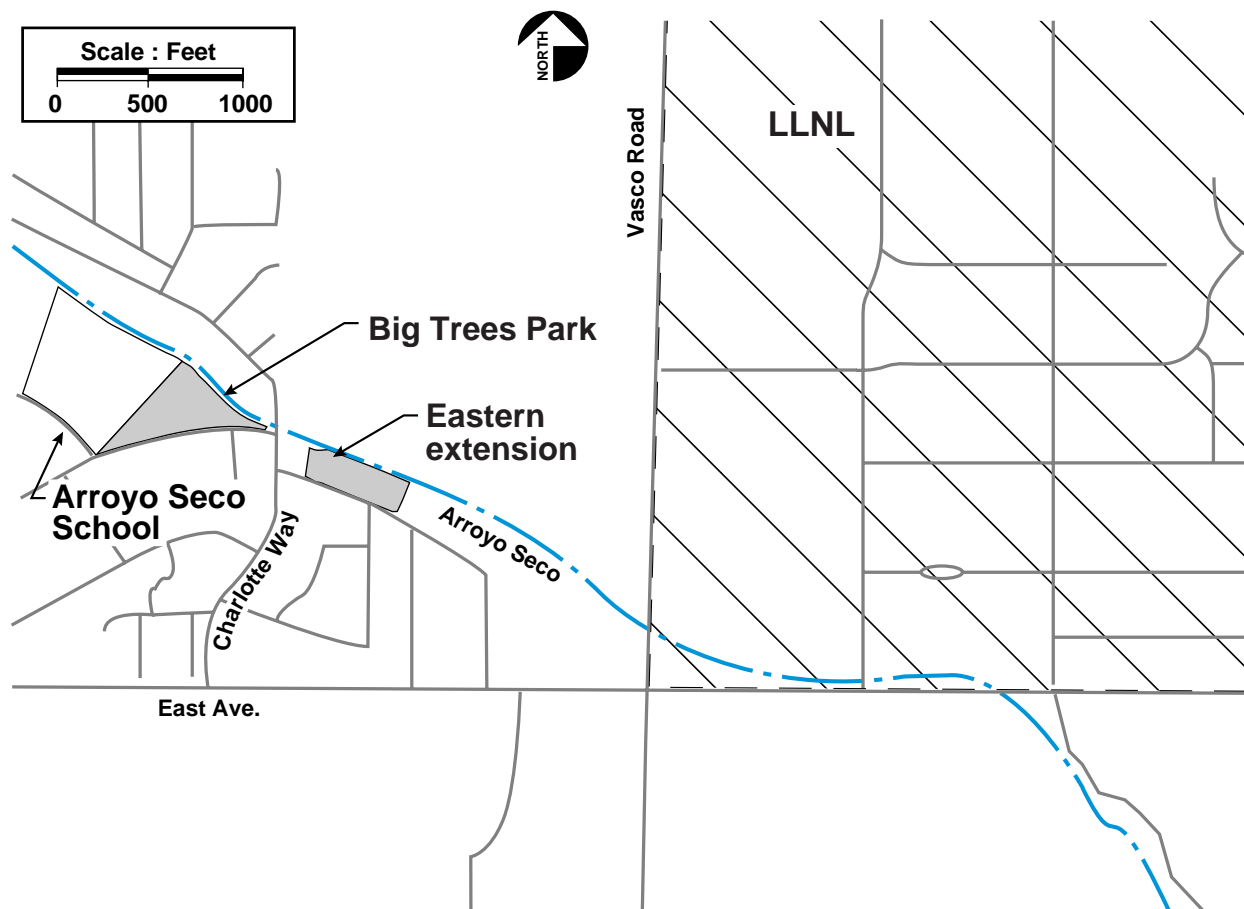 Scale : Feet
0 500 1000
NORTH
LLNL
Vasco Road
Big Trees Park
Eastern
extension
Arroyo Seco
School
Arroyo Seco
Charlotte Way
East Ave.